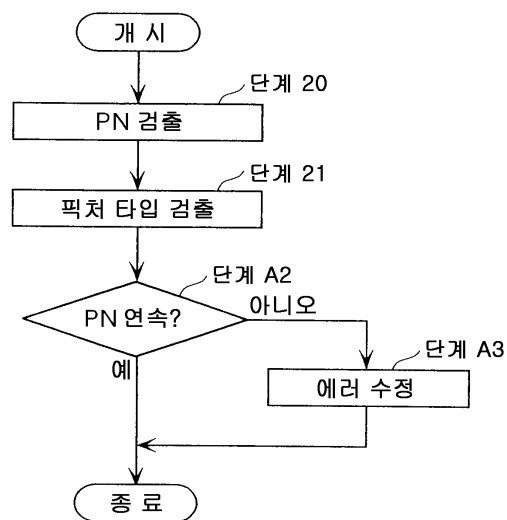 개 시
단계 20
PN 검출
단계 21
픽처 타입 검출
단계 A2
PN 연속?
아니오
예
단계 A3
에러 수정
종 료